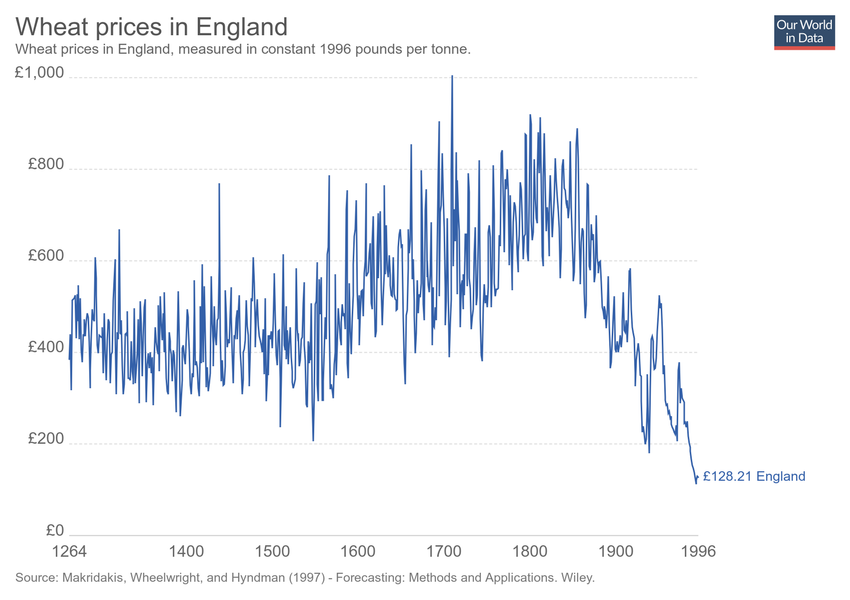 Wheat prices in England
Wheat prices in England, measured in constant 1996 pounds per tonne.
Our World
in Data
£1,000
£800
£600
£400
£200
£0
£128.21 England
1264
1400
1500
1600
1700
1800
1900
1996
Source: Makridakis, Wheelwright, and Hyndman (1997) - Forecasting: Methods and Applications. Wiley.